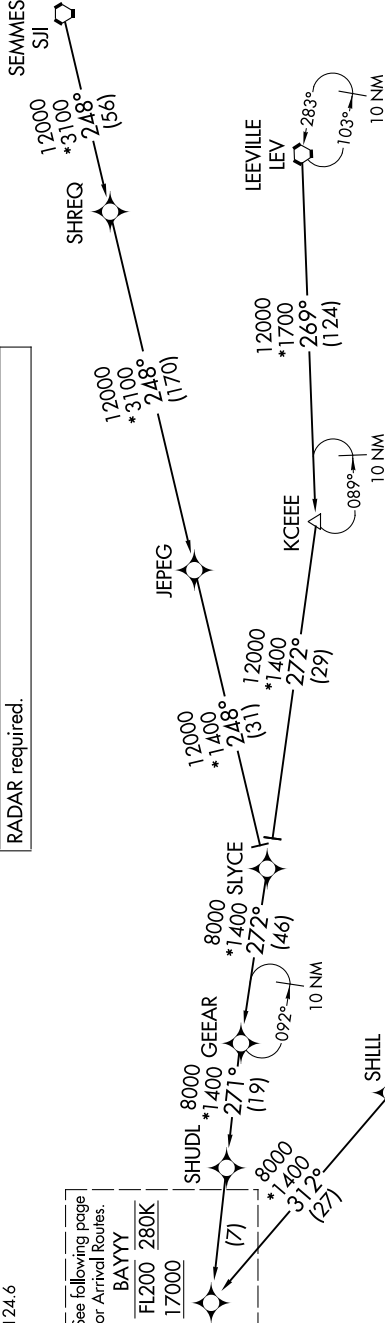 124.6
RADAR required.
SEMMES
SJI
12000
*3100
248°
(56)
SHREQ
12000
*3100
248°
(170)
JEPEG
12000
*1400
248°
(31)
LEEVILLE
LEV
283°
103°
10 NM
12000
*1700
269°
(124)
KCEEE
089°
10 NM
12000
*1400
272°
(29)
SLYCE
8000
*1400
272°
(46)
GEEAR
092°
10 NM
8000
*1400
271°
(19)
SHUDL
(7)
See following page
or Arrival Routes.
BAYYY
FL200 280K
17000
SHLLL
8000
*1400
312°
(27)